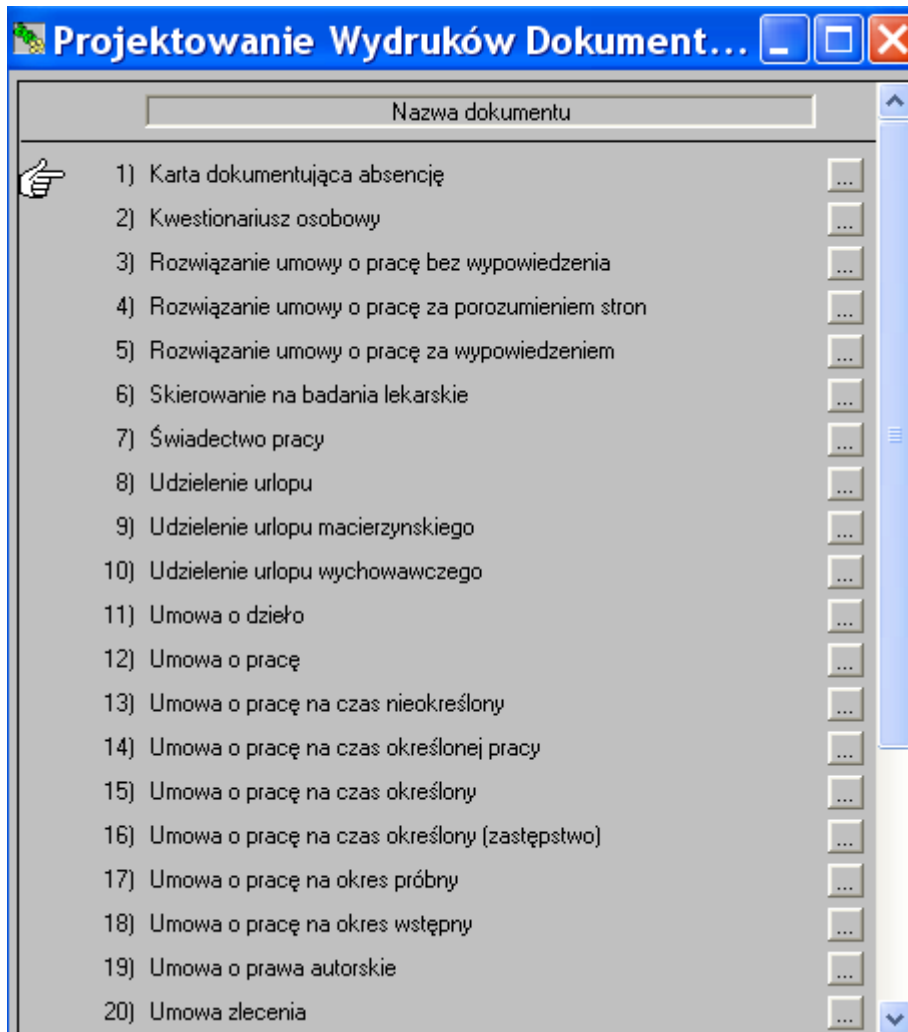 Projektowanie Wydruków Dokument...
Nazwa dokumentu
1) Karta dokumentująca absencję ...
2) Kwestionariusz osobowy ...
3) Rozwiązanie umowy o pracę bez wypowiedzenia ...
4) Rozwiązanie umowy o pracę za porozumieniem stron ...
5) Rozwiązanie umowy o pracę za wypowiedzeniem ...
6) Skierowanie na badania lekarskie ...
7) Świadectwo pracy ...
8) Udzielenie urlopu ...
9) Udzielenie urlopu macierzynskiego ...
10) Udzielenie urlopu wychowawczego ...
11) Umowa o dzieło ...
12) Umowa o pracę ...
13) Umowa o pracę na czas nieokreślony ...
14) Umowa o pracę na czas określonej pracy ...
15) Umowa o pracę na czas określony ...
16) Umowa o pracę na czas określony (zastępstwo) ...
17) Umowa o pracę na okres próbny ...
18) Umowa o pracę na okres wstępny ...
19) Umowa o prawa autorskie ...
20) Umowa zlecenia ...